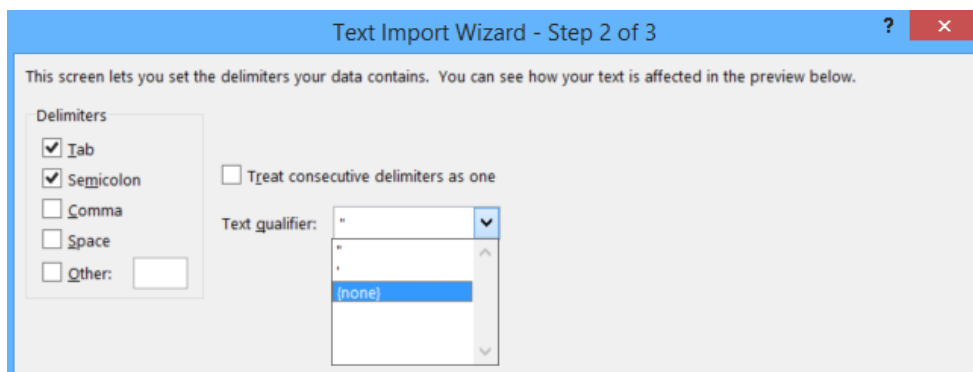 Text Import Wizard - Step 2 of 3
?
This screen lets you set the delimiters your data contains.  You can see how your text is affected in the preview below.
Delimiters
Tab
Semicolon
Comma
Space
Other:
Treat consecutive delimiters as one
Text qualifier: "
"
'
{none}